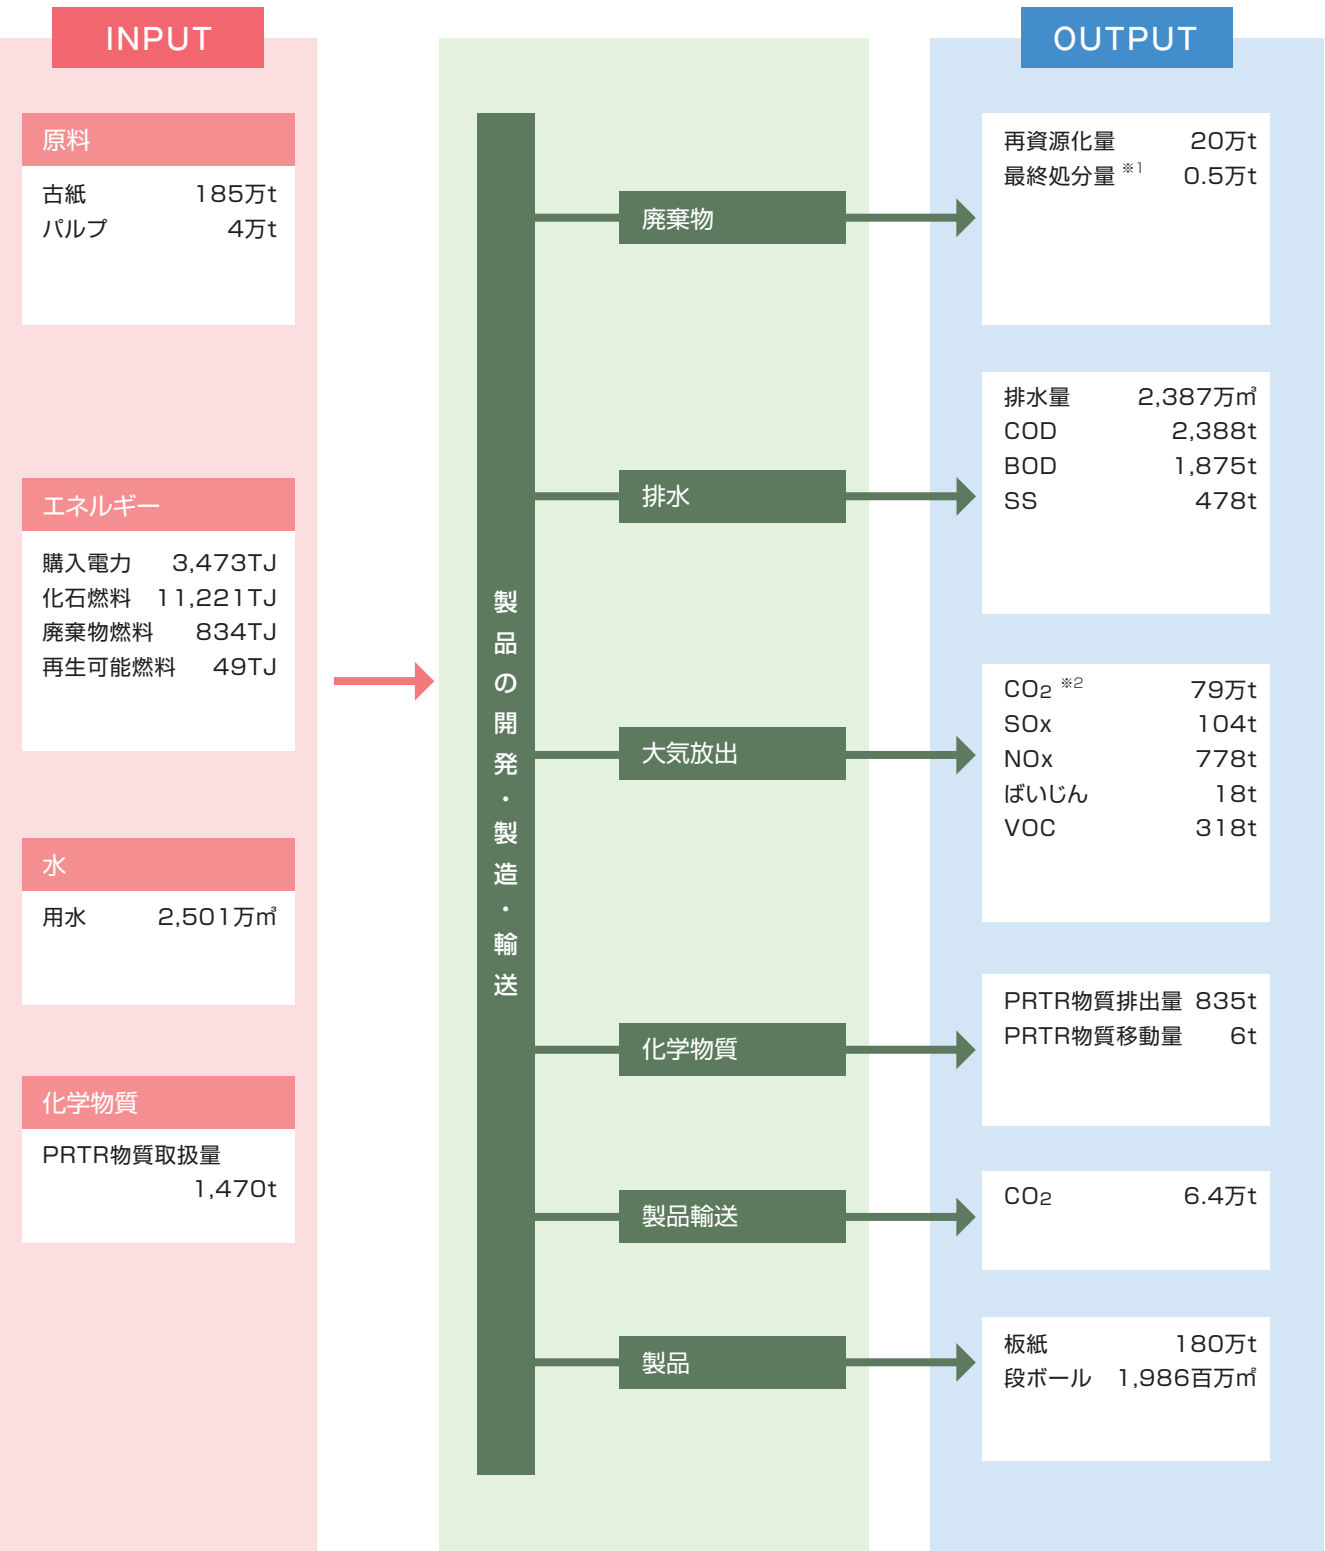 INPUT
原料
古紙 185万t
パルプ 4万t
エネルギー
購入電力 3,473TJ
化石燃料 11,221TJ
廃棄物燃料 834TJ
再生可能燃料 49TJ
水
用水 2,501万㎥
化学物質
PRTR物質取扱量
1,470t
製品の開発・製造・輸送
廃棄物
排水
大気放出
化学物質
製品輸送
製品
OUTPUT
再資源化量 20万t
最終処分量 ※1 0.5万t
排水量 2,387万㎥
COD 2,388t
BOD 1,875t
SS 478t
CO2 ※2 79万t
SOx 104t
NOx 778t
ばいじん 18t
VOC 318t
PRTR物質排出量 835t
PRTR物質移動量 6t
CO2 6.4万t
板紙 180万t
段ボール 1,986百万㎡